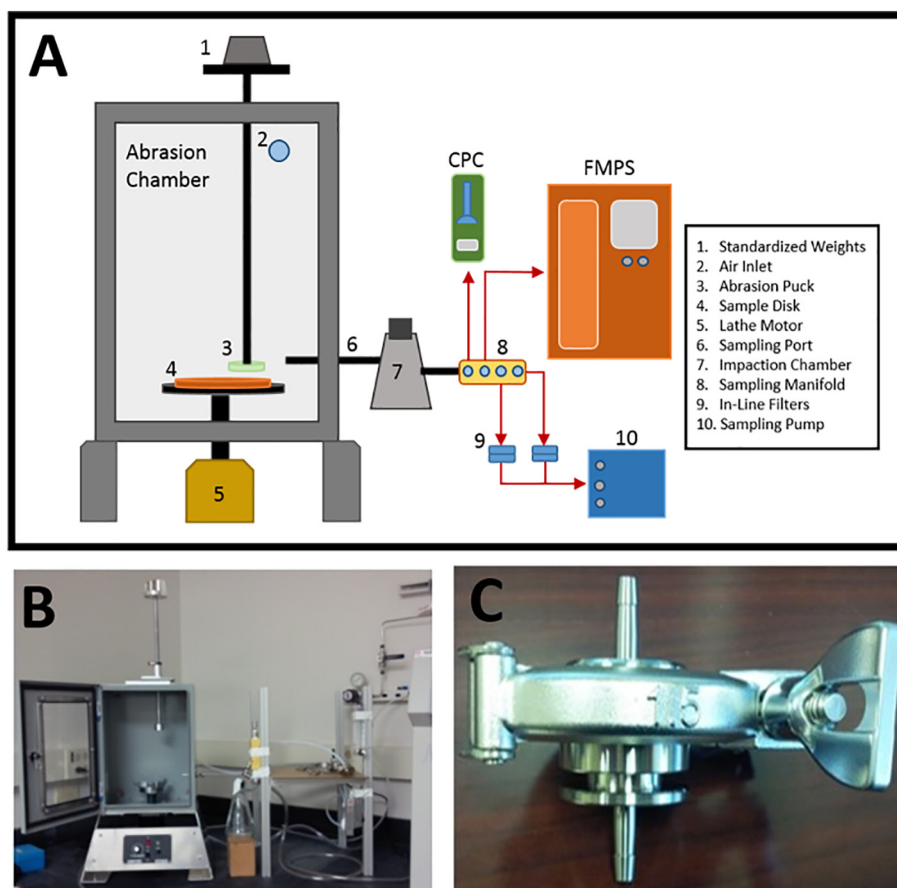 A
1
2
Abrasion
Chamber
CPC
FMPS
3
4
6
7
8
5
9
10
1. Standardized Weights
2. Air Inlet
3. Abrasion Puck
4. Sample Disk
5. Lathe Motor
6. Sampling Port
7. Impaction Chamber
8. Sampling Manifold
9. In-Line Filters
10. Sampling Pump
B
C